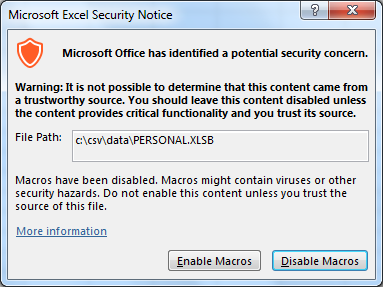 Microsoft Excel Security Notice
Microsoft Office has identified a potential security concern.
Warning: It is not possible to determine that this content came from
a trustworthy source. You should leave this content disabled unless
the content provides critical functionality and you trust its source.
File Path:
c:\csv\data\PERSONAL.XLSB
Macros have been disabled. Macros might contain viruses or other
security hazards. Do not enable this content unless you trust the
source of this file.
More information
Enable Macros
Disable Macros